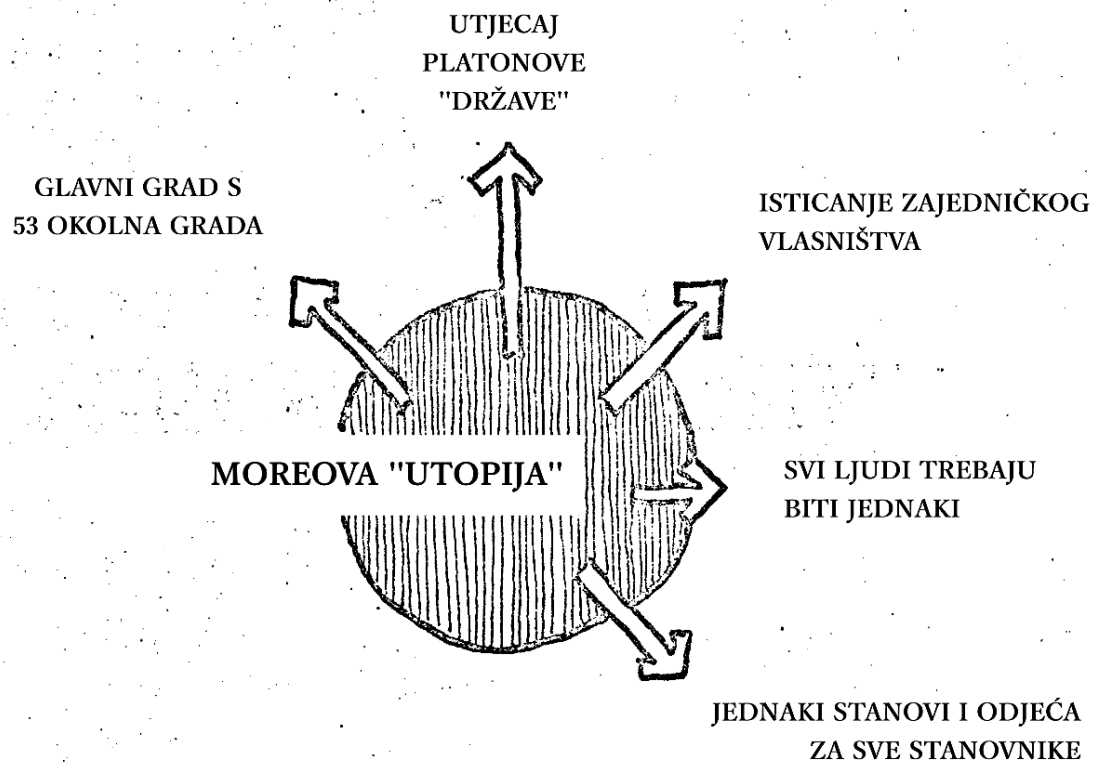 UTJECAJ
PLATONOVE
"DRŽAVE"
GLAVNI GRAD S
53 OKOLNA GRADA
ISTICANJE ZAJEDNIČKOG
VLASNIŠTVA
MOREOVA "UTOPIJA"
SVI LJUDI TREBAJU
BITI JEDNAKI
JEDNAKI STANOVI I ODJEĆA
ZA SVE STANOVNIKE